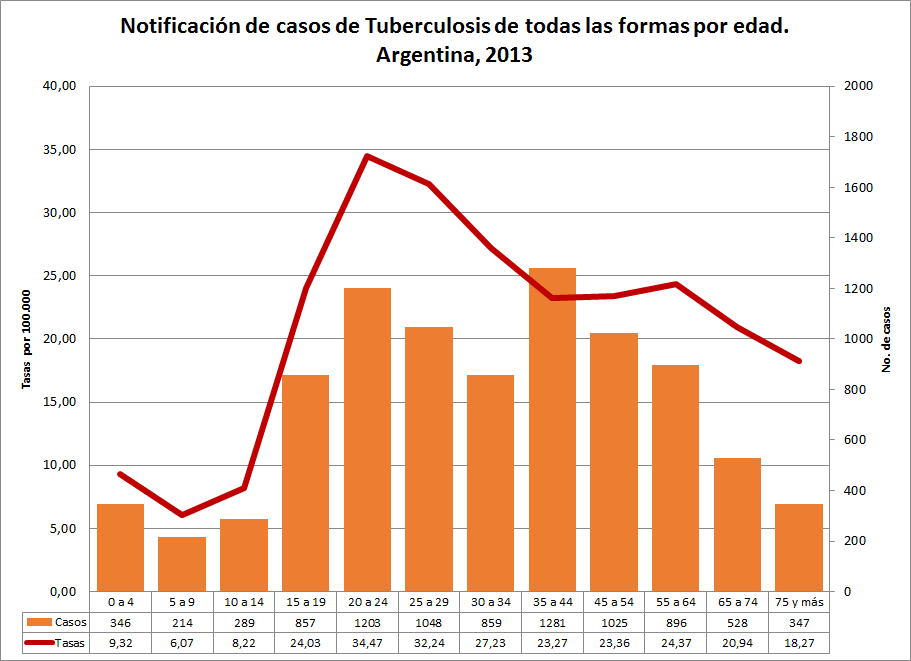 Notificación de casos de Tuberculosis de todas las formas por edad.
Argentina, 2013
40,00
35,00
30,00
25,00
20,00
15,00
10,00
5,00
0,00
Tasas por 100.000
2000
1800
1600
1400
1200
1000
800
600
400
200
0
No. de casos
0 a 4 5 a 9 10 a 14 15 a 19 20 a 24 25 a 29 30 a 34 35 a 44 45 a 54 55 a 64 65 a 74 75 y más
Casos 346 214 289 857 1203 1048 859 1281 1025 896 528 347
Tasas 9,32 6,07 8,22 24,03 34,47 32,24 27,23 23,27 23,36 24,37 20,94 18,27